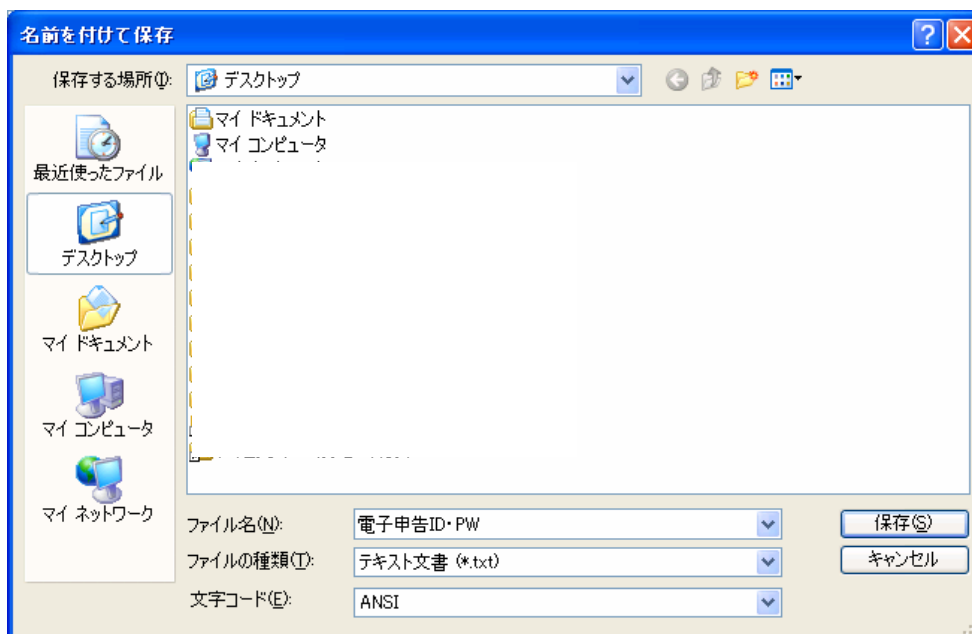 名前を付けて保存
保存する場所(I):
デスクトップ
マイ ドキュメント
マイ コンピュータ
最近使ったファイル
デスクトップ
マイ ドキュメント
マイ コンピュータ
マイ ネットワーク
ファイル名(N):
電子申告ID・PW
保存(S)
ファイルの種類(T):
テキスト文書 (*.txt)
キャンセル
文字コード(E):
ANSI